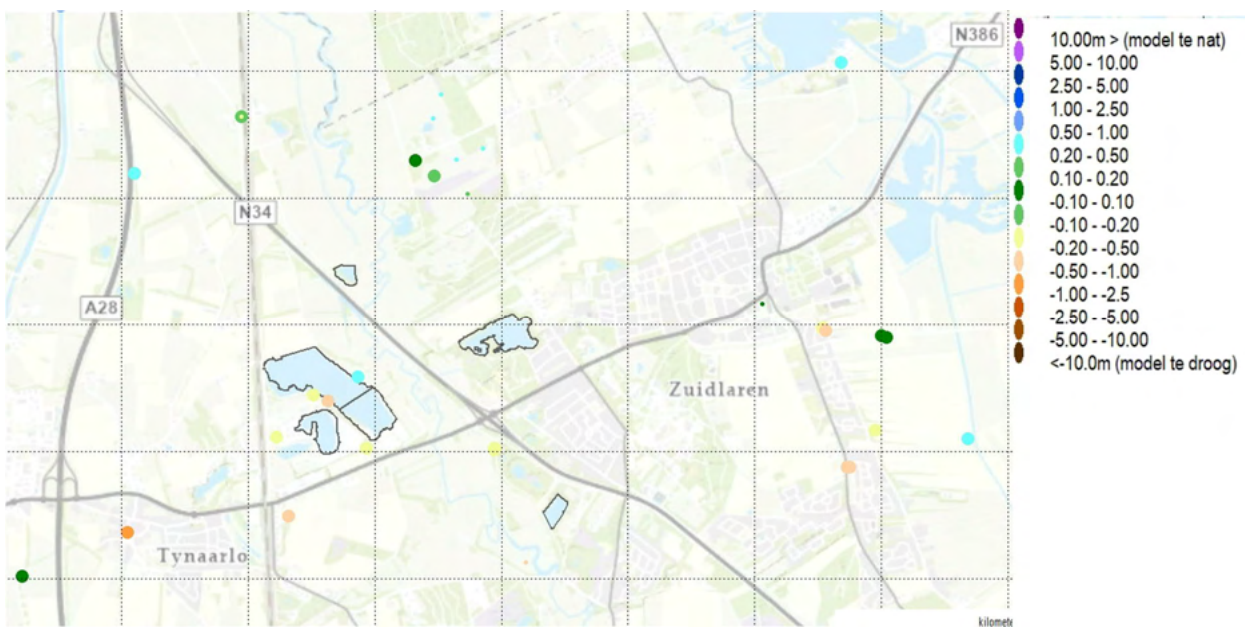 N386
N34
A28
Zuidlaren
Tynaarlo
10.00m > (model te nat)
5.00 - 10.00
2.50 - 5.00
1.00 - 2.50
0.50 - 1.00
0.20 - 0.50
0.10 - 0.20
-0.10 - 0.10
-0.10 - -0.20
-0.20 - -0.50
-0.50 - -1.00
-1.00 - -2.5
-2.50 - -5.00
-5.00 - -10.00
<-10.0m (model te droog)
kilomete